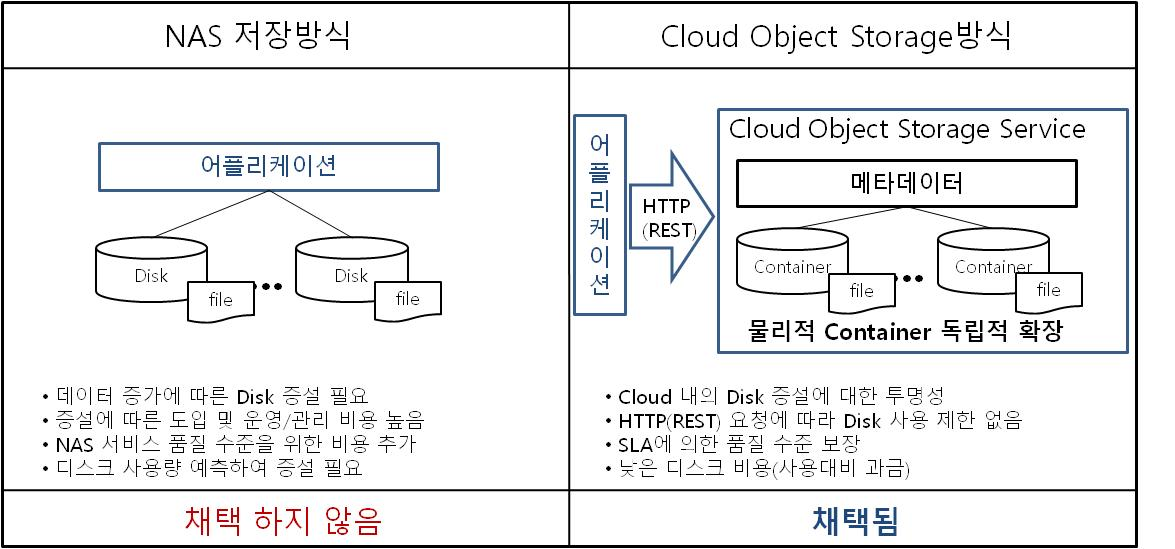 NAS 저장방식
어플리케이션
Disk
file
•••
Disk
file
• 데이터 증가에 따른 Disk 증설 필요
• 증설에 따른 도입 및 운영/관리 비용 높음
• NAS 서비스 품질 수준을 위한 비용 추가
• 디스크 사용량 예측하여 증설 필요
채택 하지 않음
Cloud Object Storage방식
어플리케이션
HTTP
(REST)
Cloud Object Storage Service
메타데이터
Container
file
•••
Container
file
물리적 Container 독립적 확장
• Cloud 내의 Disk 증설에 대한 투명성
• HTTP(REST) 요청에 따라 Disk 사용 제한 없음
• SLA에 의한 품질 수준 보장
• 낮은 디스크 비용(사용대비 과금)
채택됨